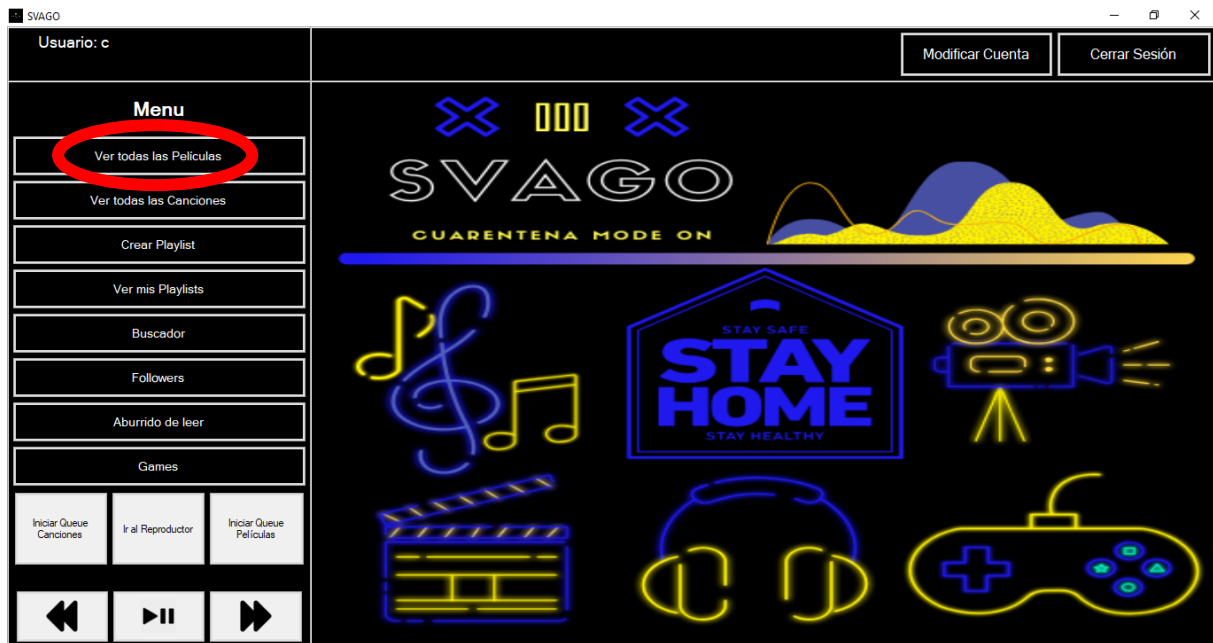 SVAGO
Usuario: c
Modificar Cuenta
Cerrar Sesión
Menu
Ver todas las Películas
Ver todas las Canciones
Crear Playlist
Ver mis Playlists
Buscador
Followers
Aburrido de leer
Games
Iniciar Queue
Canciones
Ir al Reproductor
Iniciar Queue
Películas
SVAGO
CUARENTENA MODE ON
STAY SAFE
STAY
HOME
STAY HEALTHY